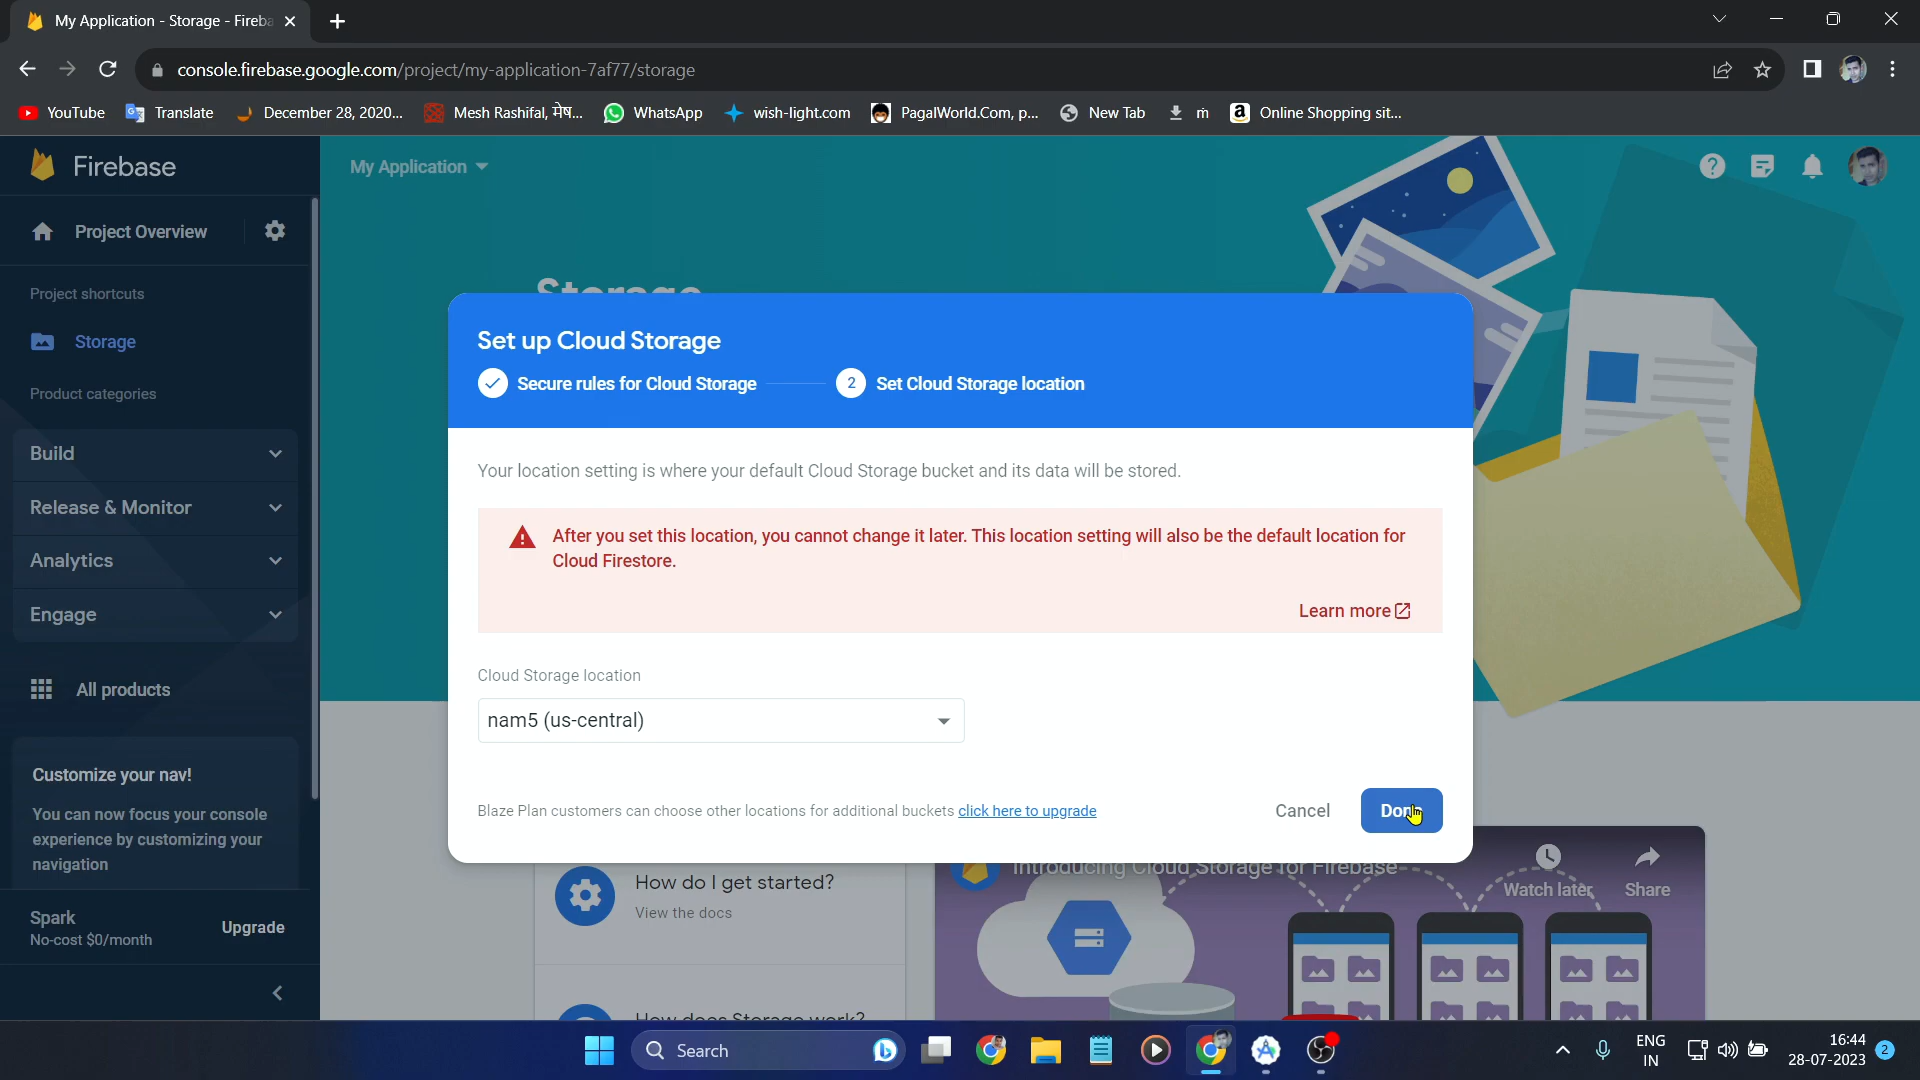 My Application - Storage - Fireba
console.firebase.google.com/project/my-application-7af77/storage
YouTube
Translate
December 28, 2020...
Mesh Rashifal, मेष...
WhatsApp
wish-light.com
PagalWorld.Com, p...
New Tab
ṁ
Online Shopping sit...
Firebase
My Application
Project Overview
Project shortcuts
Storage
Product categories
Build
Release & Monitor
Analytics
Engage
All products
Customize your nav!
You can now focus your console
experience by customizing your
navigation
Spark
No-cost $0/month
Upgrade
Storage
Set up Cloud Storage
Secure rules for Cloud Storage
2 Set Cloud Storage location
Your location setting is where your default Cloud Storage bucket and its data will be stored.
After you set this location, you cannot change it later. This location setting will also be the default location for
Cloud Firestore.
Learn more
Cloud Storage location
nam5 (us-central)
Blaze Plan customers can choose other locations for additional buckets click here to upgrade
Cancel
Done
How do I get started?
View the docs
How does Storage work?
Introducing Cloud Storage for Firebase
Watch later
Share
Search
ENG
IN
16:44
28-07-2023
2